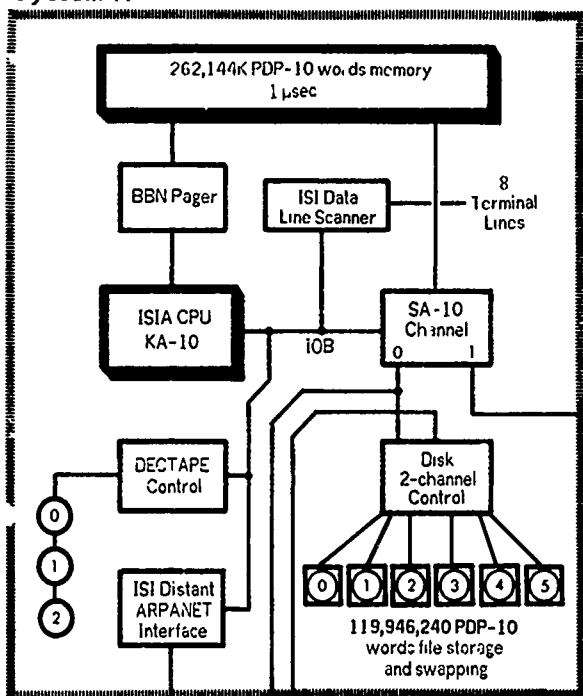 262,144K PDP-10 words memory
1 μsec
BBN Pager
ISI Data
Line Scanner
8
Terminal
Lines
ISIA CPU
KA-10
IOB
SA-10
Channel
0 1
DECTAPE
Control
Disk
2-channel
Control
0
1
2
0 1 2 3 4 5
ISI Distant
ARPANET
Interface
119,946,240 PDP-10
words file storage
and swapping